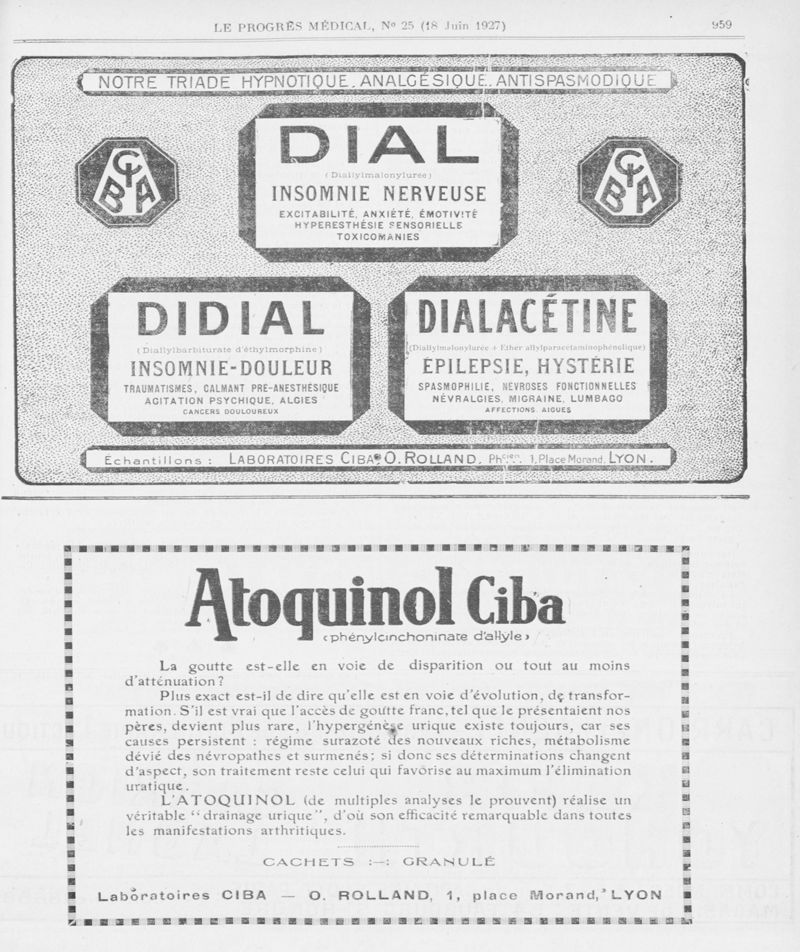 LE PROGRÈS MÉDICAL, Nº 25 (18 Juin 1927)
959
NOTRE TRIADE HYPNOTIQUE, ANALGÉSIQUE, ANTISPASMODIQUE
CIBA
DIAL
(Diallylmalonylurée)
INSOMNIE NERVEUSE
EXCITABILITÉ, ANXIÉTÉ, ÉMOTIVITÉ
HYPERESTHÉSIE SENSORIELLE
TOXICOMANIES
CIBA
DIDIAL
(Diallylbarbiturate d'éthylmorphine)
INSOMNIE-DOULEUR
TRAUMATISMES, CALMANT PRÉ-ANESTHÉSIQUE
AGITATION PSYCHIQUE, ALGIES
CANCERS DOULOUREUX
DIALACÉTINE
(Diallylmalonylurée + Ether allylparacetaminophénolique)
ÉPILEPSIE, HYSTÉRIE
SPASMOPHILIE, NÉVROSES FONCTIONNELLES
NÉVRALGIES, MIGRAINE, LUMBAGO
AFFECTIONS AIGUES
Échantillons : LABORATOIRES CIBA, O. ROLLAND, Phcien, 1, Place Morand, LYON.
Atoquinol Ciba
‹phénylcinchoninate d'allyle›
La goutte est-elle en voie de disparition ou tout au moins
d'atténuation ?
Plus exact est-il de dire qu'elle est en voie d'évolution, de transfor-
mation. S'il est vrai que l'accès de goutte franc, tel que le présentaient nos
pères, devient plus rare, l'hypergénèse urique existe toujours, car ses
causes persistent : régime surazoté des nouveaux riches, métabolisme
dévié des névropathes et surmenés; si donc ses déterminations changent
d'aspect, son traitement reste celui qui favorise au maximum l'élimination
uratique.
L'ATOQUINOL (de multiples analyses le prouvent) réalise un
véritable “drainage urique”, d'où son efficacité remarquable dans toutes
les manifestations arthritiques.
CACHETS :—: GRANULÉ
Laboratoires CIBA — O. ROLLAND, 1, place Morand, LYON